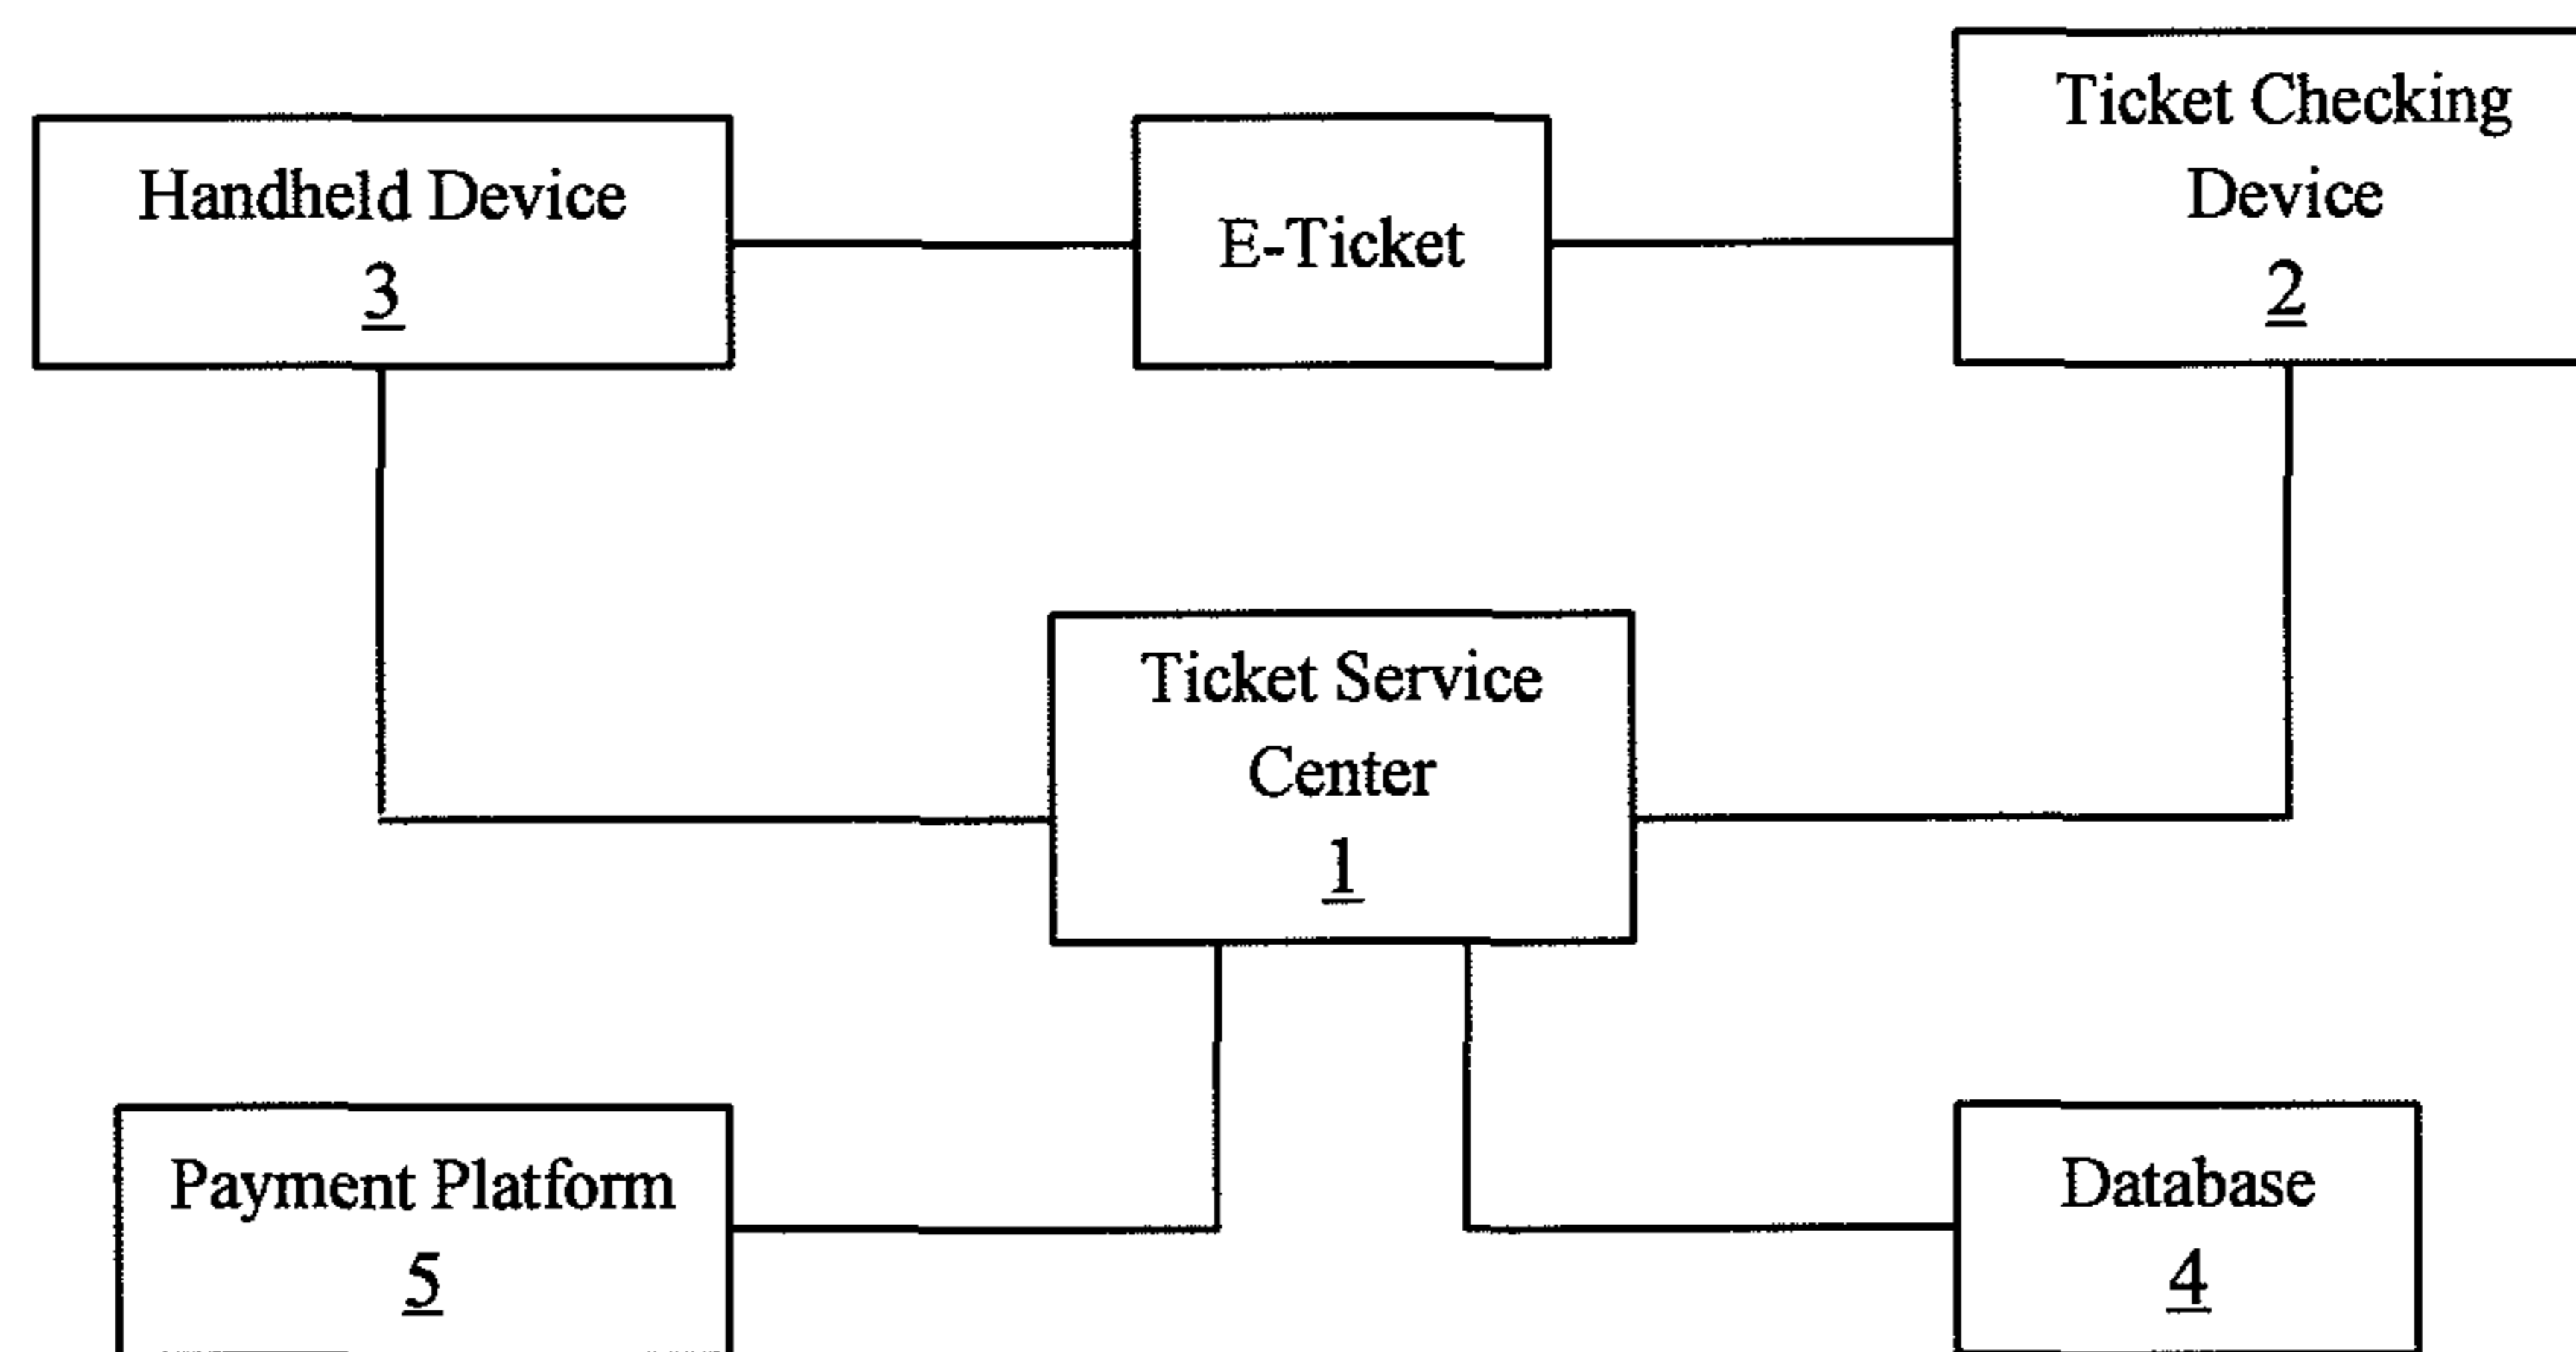 Handheld Device
3
E-Ticket
Ticket Checking
Device
2
Ticket Service
Center
1
Payment Platform
5
Database
4